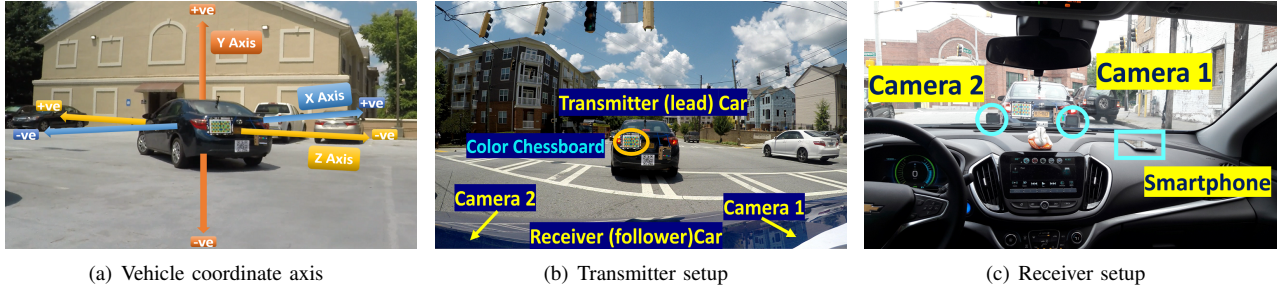 Y Axis
X Axis
+ve
+ve
-ve
-ve
Z Axis
+ve
-ve
Transmitter (lead) Car
Color Chessboard
Camera 2
Camera 1
Receiver (follower)Car
Camera 2
Camera 1
Smartphone
(a) Vehicle coordinate axis
(b) Transmitter setup
(c) Receiver setup